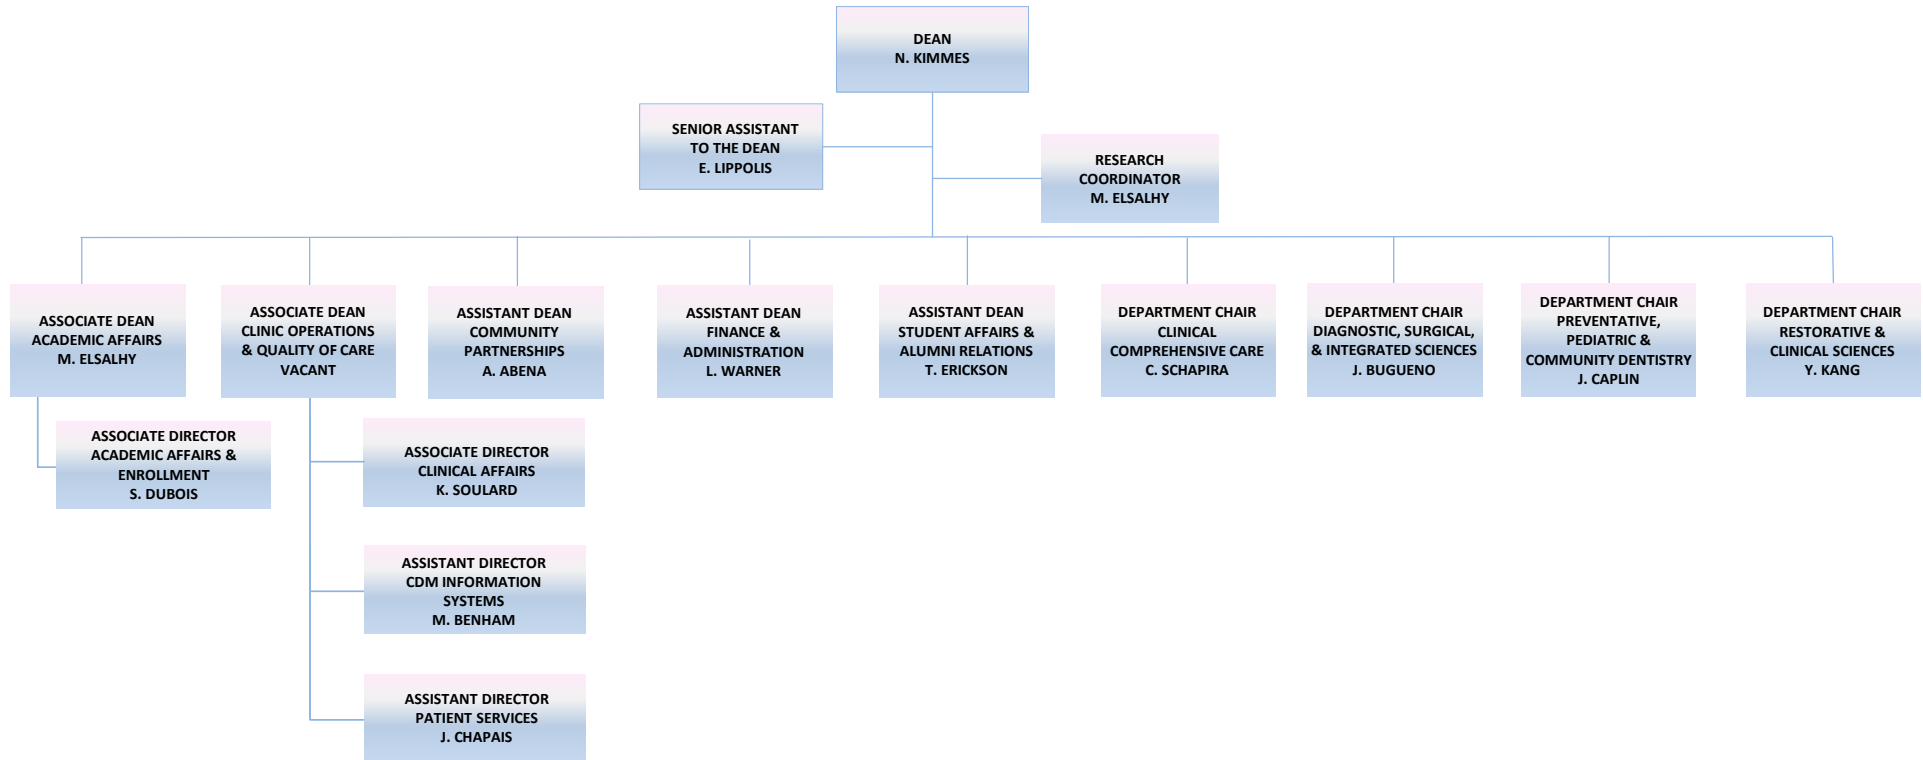 DEAN
N. KIMMES
SENIOR ASSISTANT
TO THE DEAN
E. LIPPOLIS
RESEARCH
COORDINATOR
M. ELSALHY
ASSOCIATE DEAN
ACADEMIC AFFAIRS
M. ELSALHY
ASSOCIATE DEAN
CLINIC OPERATIONS
& QUALITY OF CARE
VACANT
ASSISTANT DEAN
COMMUNITY
PARTNERSHIPS
A. ABENA
ASSISTANT DEAN
FINANCE &
ADMINISTRATION
L. WARNER
ASSISTANT DEAN
STUDENT AFFAIRS &
ALUMNI RELATIONS
T. ERICKSON
DEPARTMENT CHAIR
CLINICAL
COMPREHENSIVE CARE
C. SCHAPIRA
DEPARTMENT CHAIR
DIAGNOSTIC, SURGICAL,
& INTEGRATED SCIENCES
J. BUGUENO
DEPARTMENT CHAIR
PREVENTATIVE,
PEDIATRIC &
COMMUNITY DENTISTRY
J. CAPLIN
DEPARTMENT CHAIR
RESTORATIVE &
CLINICAL SCIENCES
Y. KANG
ASSOCIATE DIRECTOR
ACADEMIC AFFAIRS &
ENROLLMENT
S. DUBOIS
ASSOCIATE DIRECTOR
CLINICAL AFFAIRS
K. SOULARD
ASSISTANT DIRECTOR
CDM INFORMATION
SYSTEMS
M. BENHAM
ASSISTANT DIRECTOR
PATIENT SERVICES
J. CHAPAIS